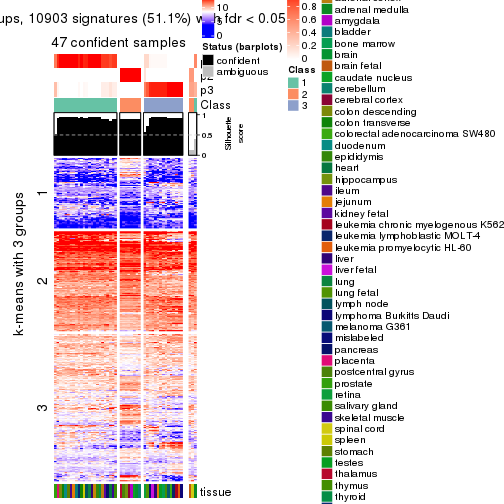 ups, 10903 signatures (51.1%) with fdr < 0.05
47 confident samples
p3
Class
1
0.5
0
Silhouette
score
k-means with 3 groups
1
2
3
tissue
10
5
0
Status (barplots)
confident
ambiguous
0.8
0.6
0.4
0.2
0
Class
1
2
3
adrenal medulla
amygdala
bladder
bone marrow
brain
brain fetal
caudate nucleus
cerebellum
cerebral cortex
colon descending
colon transverse
colorectal adenocarcinoma SW480
duodenum
epididymis
heart
hippocampus
ileum
jejunum
kidney fetal
leukemia chronic myelogenous K562
leukemia lymphoblastic MOLT-4
leukemia promyelocytic HL-60
liver
liver fetal
lung
lung fetal
lymph node
lymphoma Burkitts Daudi
melanoma G361
mislabeled
pancreas
placenta
postcentral gyrus
prostate
retina
salivary gland
skeletal muscle
spinal cord
spleen
stomach
testes
thalamus
thymus
thyroid